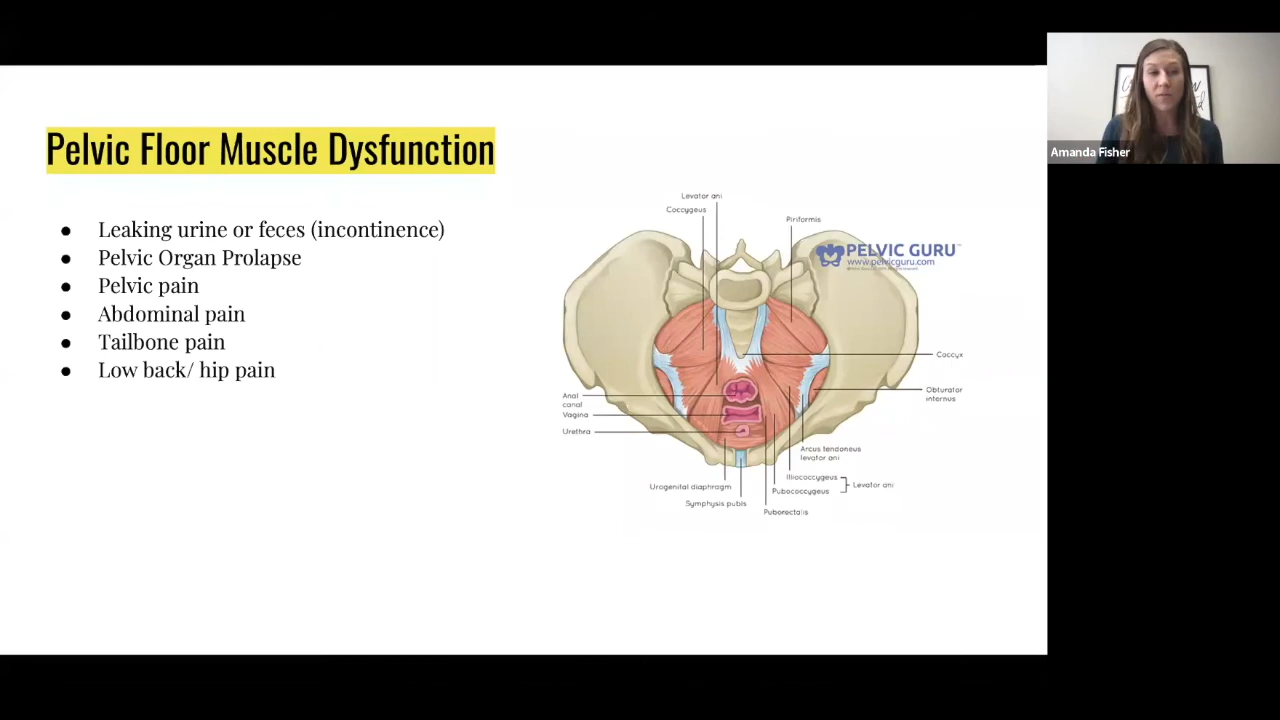 Pelvic Floor Muscle Dysfunction
● Leaking urine or feces (incontinence)
● Pelvic Organ Prolapse
● Pelvic pain
● Abdominal pain
● Tailbone pain
● Low back/ hip pain
Levator ani
Coccygeus
Piriformis
PELVIC GURU™
www.pelvicguru.com
Coccyx
Obturator
internus
Anal
canal
Vagina
Urethra
Arcus tendoneus
levator ani
Illiococcygeus
Levator ani
Pubococcygeus
Urogenital diaphragm
Symphysis pubis
Puborectalis
Amanda Fisher